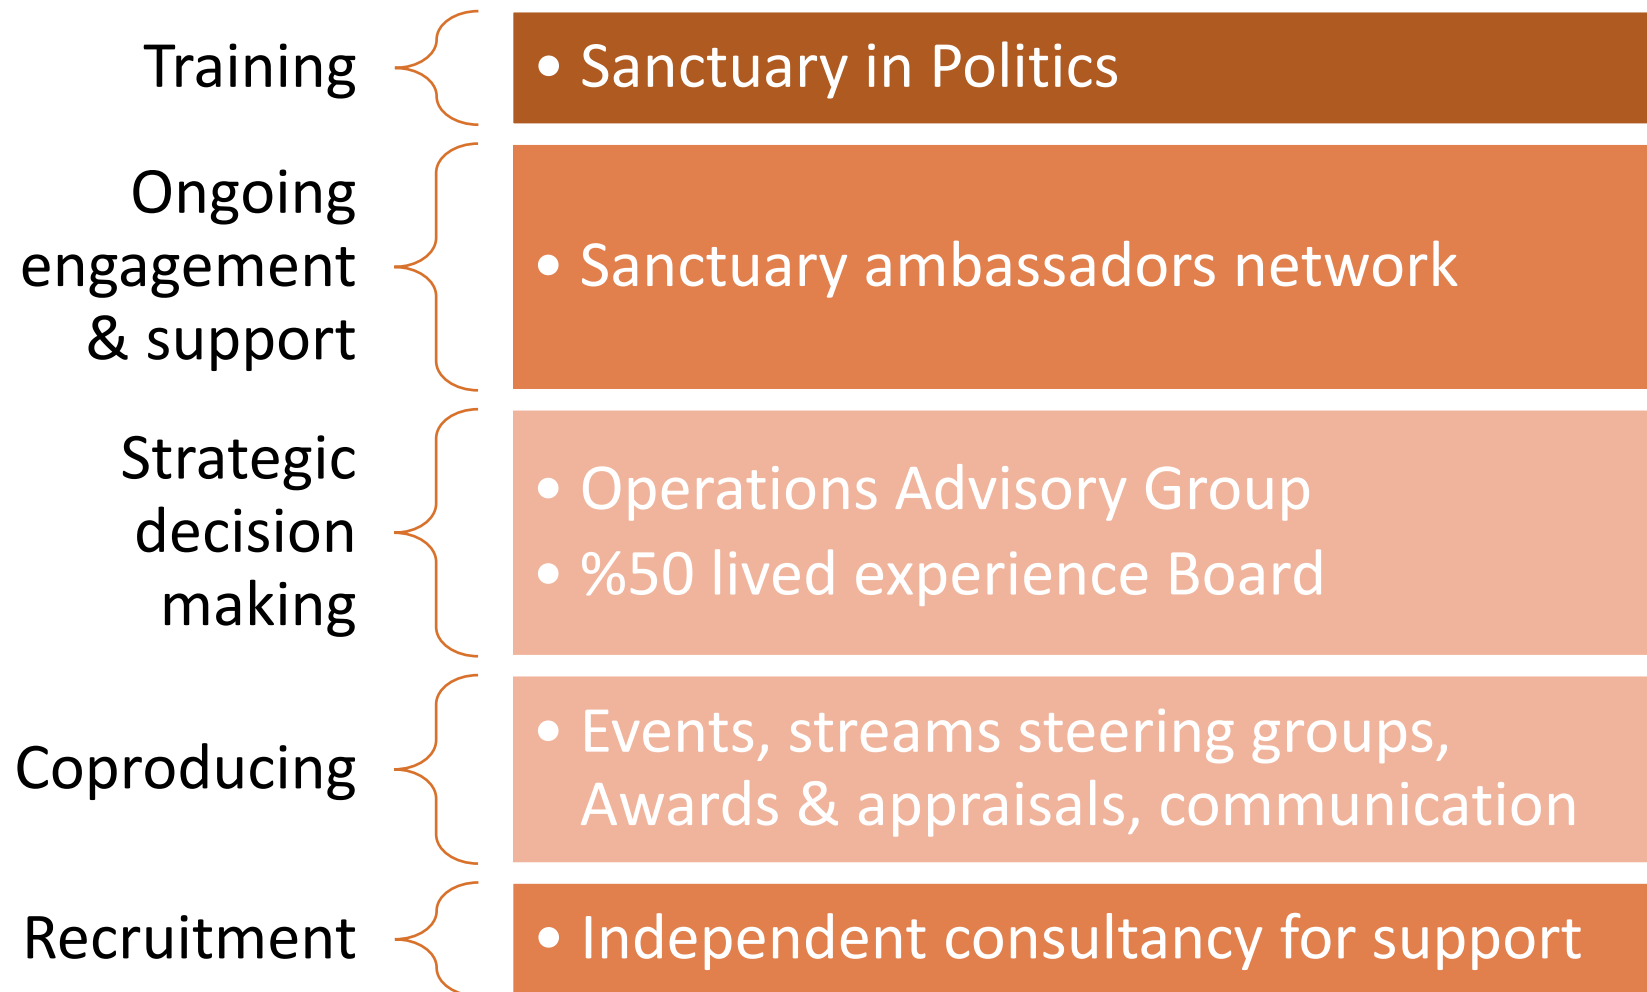 Training
• Sanctuary in Politics
Ongoing
engagement
& support
• Sanctuary ambassadors network
Strategic
decision
making
• Operations Advisory Group
• %50 lived experience Board
Coproducing
• Events, streams steering groups,
Awards & appraisals, communication
Recruitment
• Independent consultancy for support